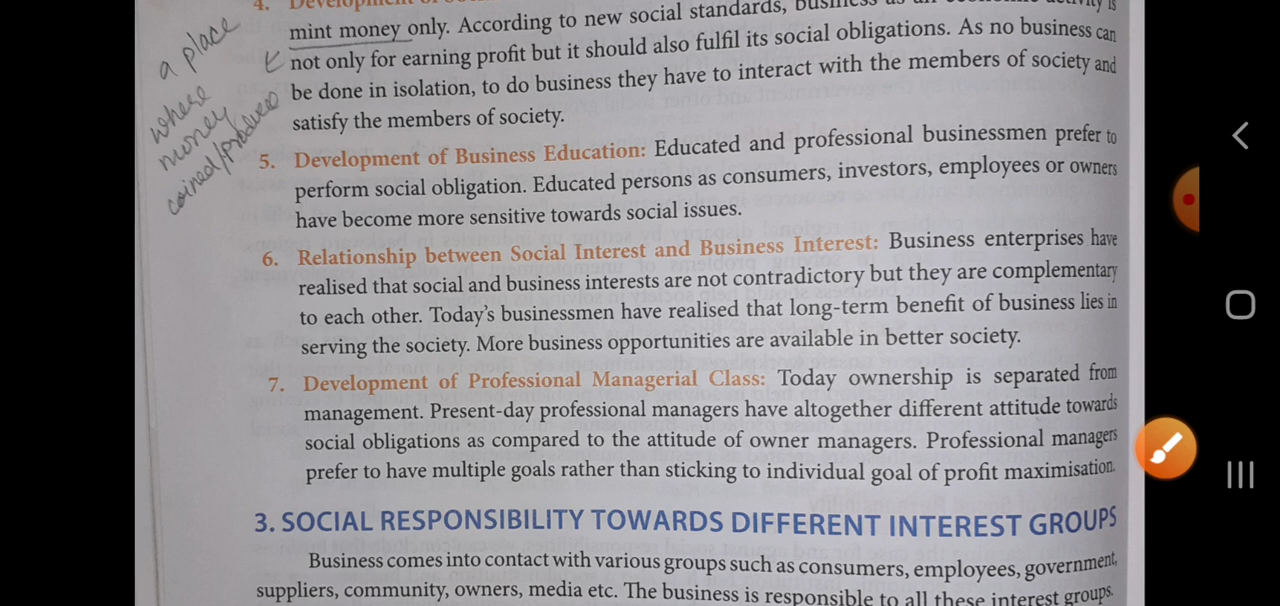 4. Development of
mint money only. According to new social standards, business as an activity is
not only for earning profit but it should also fulfil its social obligations. As no business can
be done in isolation, to do business they have to interact with the members of society and
satisfy the members of society.
a place
where
money
coined/produced
5. Development of Business Education: Educated and professional businessmen prefer to
perform social obligation. Educated persons as consumers, investors, employees or owners
have become more sensitive towards social issues.
6. Relationship between Social Interest and Business Interest: Business enterprises have
realised that social and business interests are not contradictory but they are complementary
to each other. Today's businessmen have realised that long-term benefit of business lies in
serving the society. More business opportunities are available in better society.
7. Development of Professional Managerial Class: Today ownership is separated from
management. Present-day professional managers have altogether different attitude towards
social obligations as compared to the attitude of owner managers. Professional managers
prefer to have multiple goals rather than sticking to individual goal of profit maximisation.
3. SOCIAL RESPONSIBILITY TOWARDS DIFFERENT INTEREST GROUPS
Business comes into contact with various groups such as consumers, employees, government,
suppliers, community, owners, media etc. The business is responsible to all these interest groups.